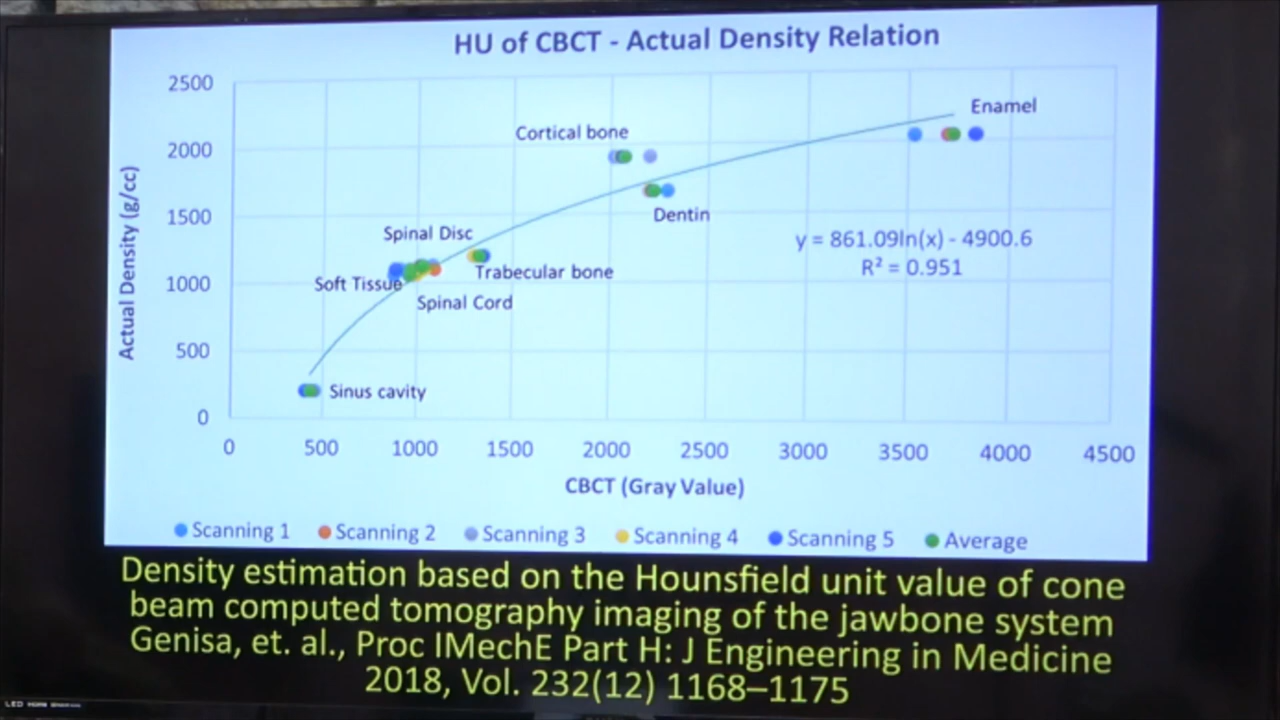 HU of CBCT - Actual Density Relation
2500
2000
1500
1000
500
0
Actual Density (g/cc)
Enamel
Cortical bone
Dentin
y = 861.09ln(x) - 4900.6
R² = 0.951
Spinal Disc
Soft Tissue
Trabecular bone
Spinal Cord
Sinus cavity
0 500 1000 1500 2000 2500 3000 3500 4000 4500
CBCT (Gray Value)
Scanning 1 Scanning 2 Scanning 3 Scanning 4 Scanning 5 Average
Density estimation based on the Hounsfield unit value of cone
beam computed tomography imaging of the jawbone system
Genisa, et. al., Proc IMechE Part H: J Engineering in Medicine
2018, Vol. 232(12) 1168–1175
LED